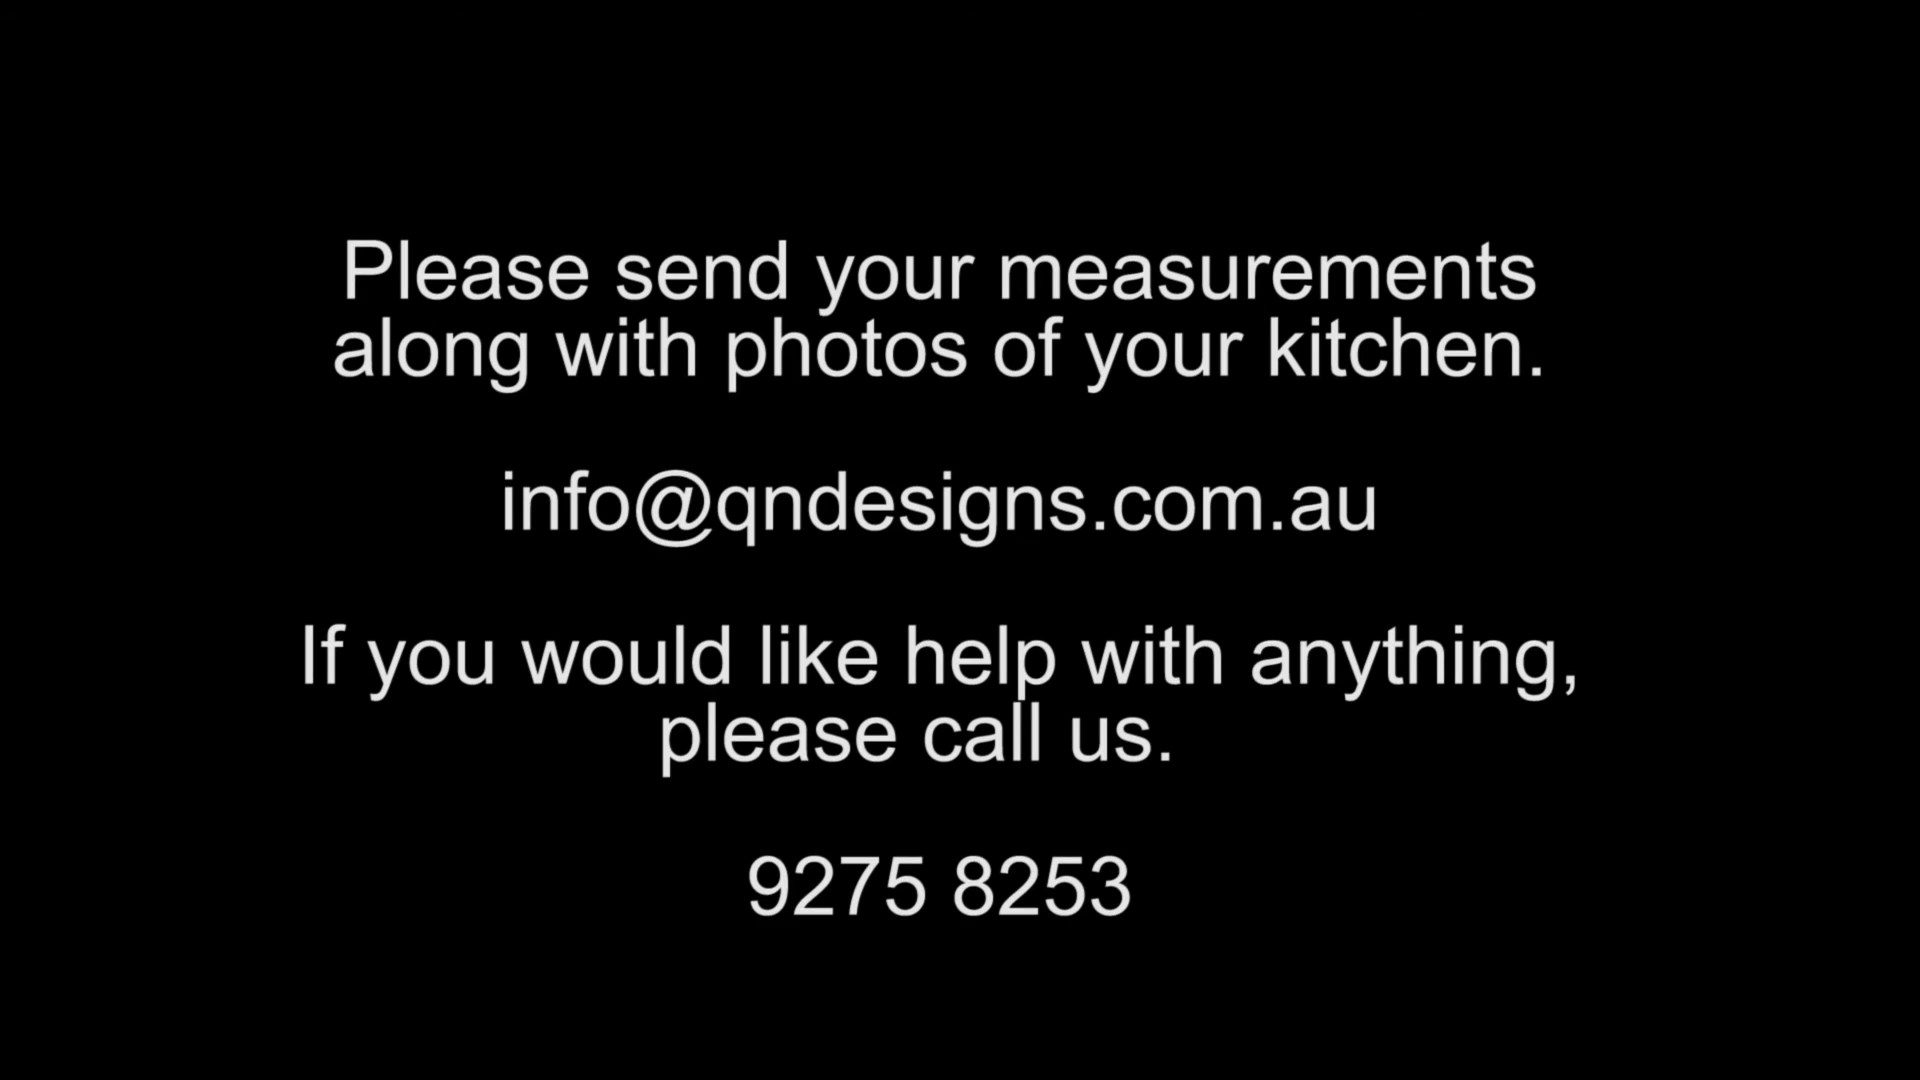 Please send your measurements
along with photos of your kitchen.
info@qndesigns.com.au
If you would like help with anything,
please call us.
9275 8253